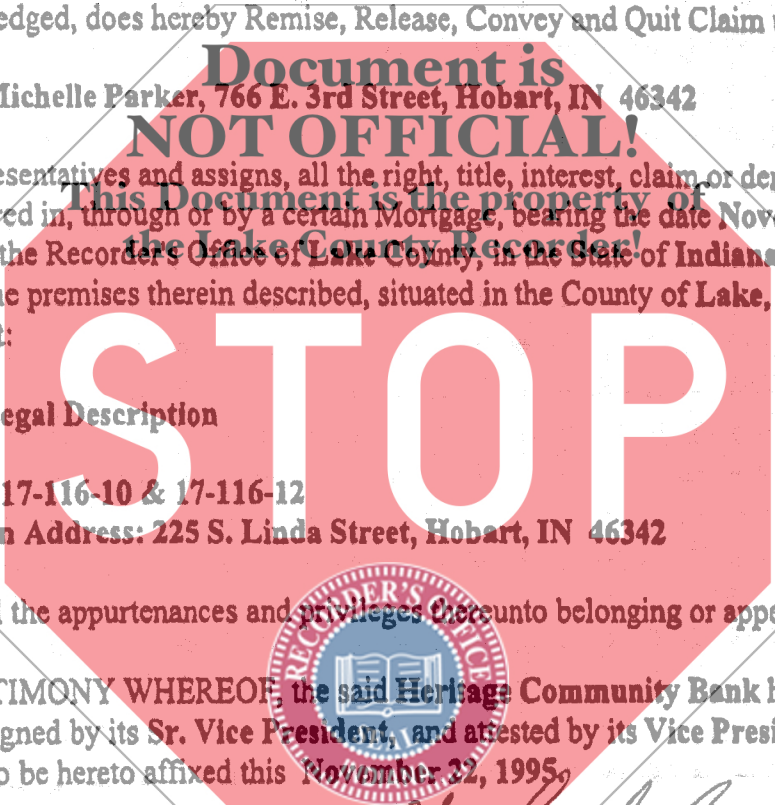 edged, does hereby Remise, Release, Convey and Quit Claim
Document is
Michelle Parker, 766 E. 3rd Street, Hobart, IN 46342
NOT OFFICIAL!
esentatives and assigns, all the right, title, interest, claim or
This Document is the property of
ed in, through or by a certain Mortgage, bearing the date Nov
the Lake County Recorder!
the Recorder's Office of Lake County, in the State of Indiana
premises therein described, situated in the County of Lake,
STOP
egal Description
17-116-10 & 17-116-12
n Address: 225 S. Linda Street, Hobart, IN 46342
the appurtenances and privileges thereunto belonging or appe
RECORDER'S OFFICE
TIMONY WHEREOF, the said Heritage Community Bank
gned by its Sr. Vice President, and attested by its Vice Presi
o be hereto affixed this November 22, 1995